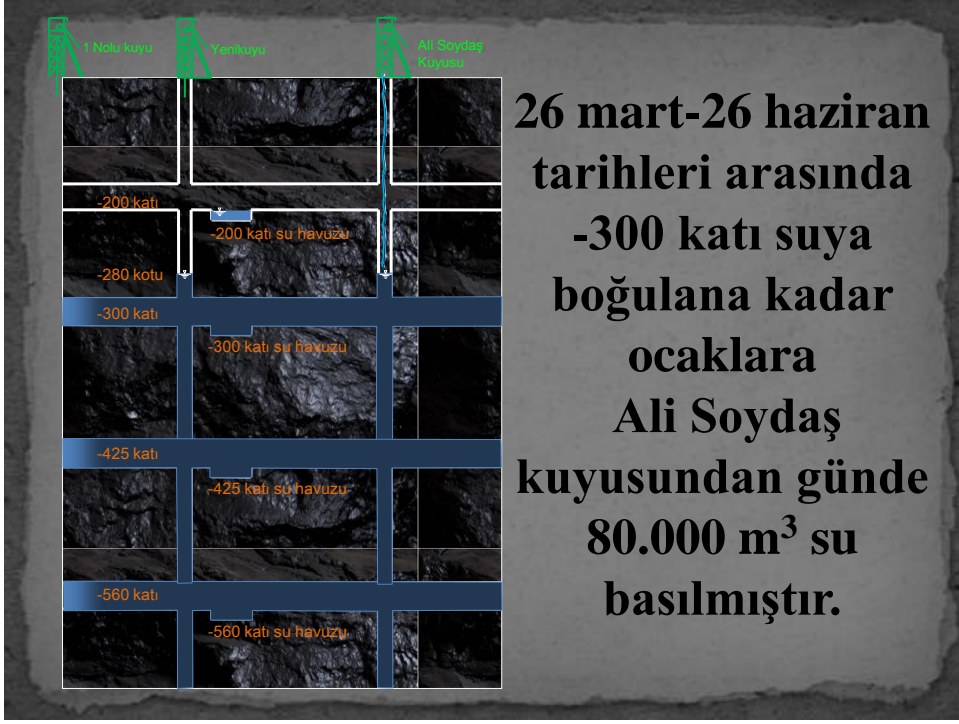 1 Nolu kuyu
Yenikuyu
Ali Soydaş
Kuyusu
-200 katı
-200 katı su havuzu
-280 kotu
-300 katı
-300 katı su havuzu
-425 katı
-425 katı su havuzu
-560 katı
-560 katı su havuzu
26 mart-26 haziran
tarihleri arasında
-300 katı suya
boğulana kadar
ocaklara
Ali Soydaş
kuyusundan günde
80.000 m³ su
basılmıştır.